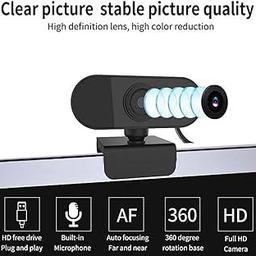 Clear picture stable picture quality
High definition lens, high color reduction
AF
360
HD
HD free drive
Plug and play
Built-in
Microphone
Auto focusing
Far and near
360 degree
rotation base
Full HD
Camera